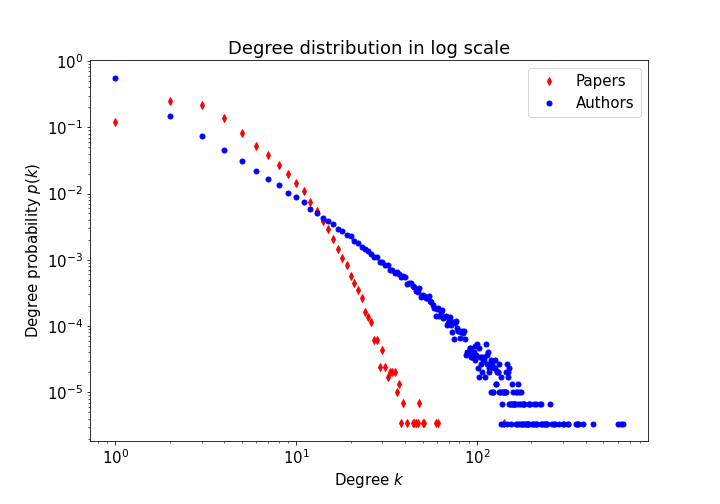 Degree distribution in log scale
Papers
Authors
Degree probability p(k)
10⁰
10⁻¹
10⁻²
10⁻³
10⁻⁴
10⁻⁵
10⁰
10¹
10²
Degree k